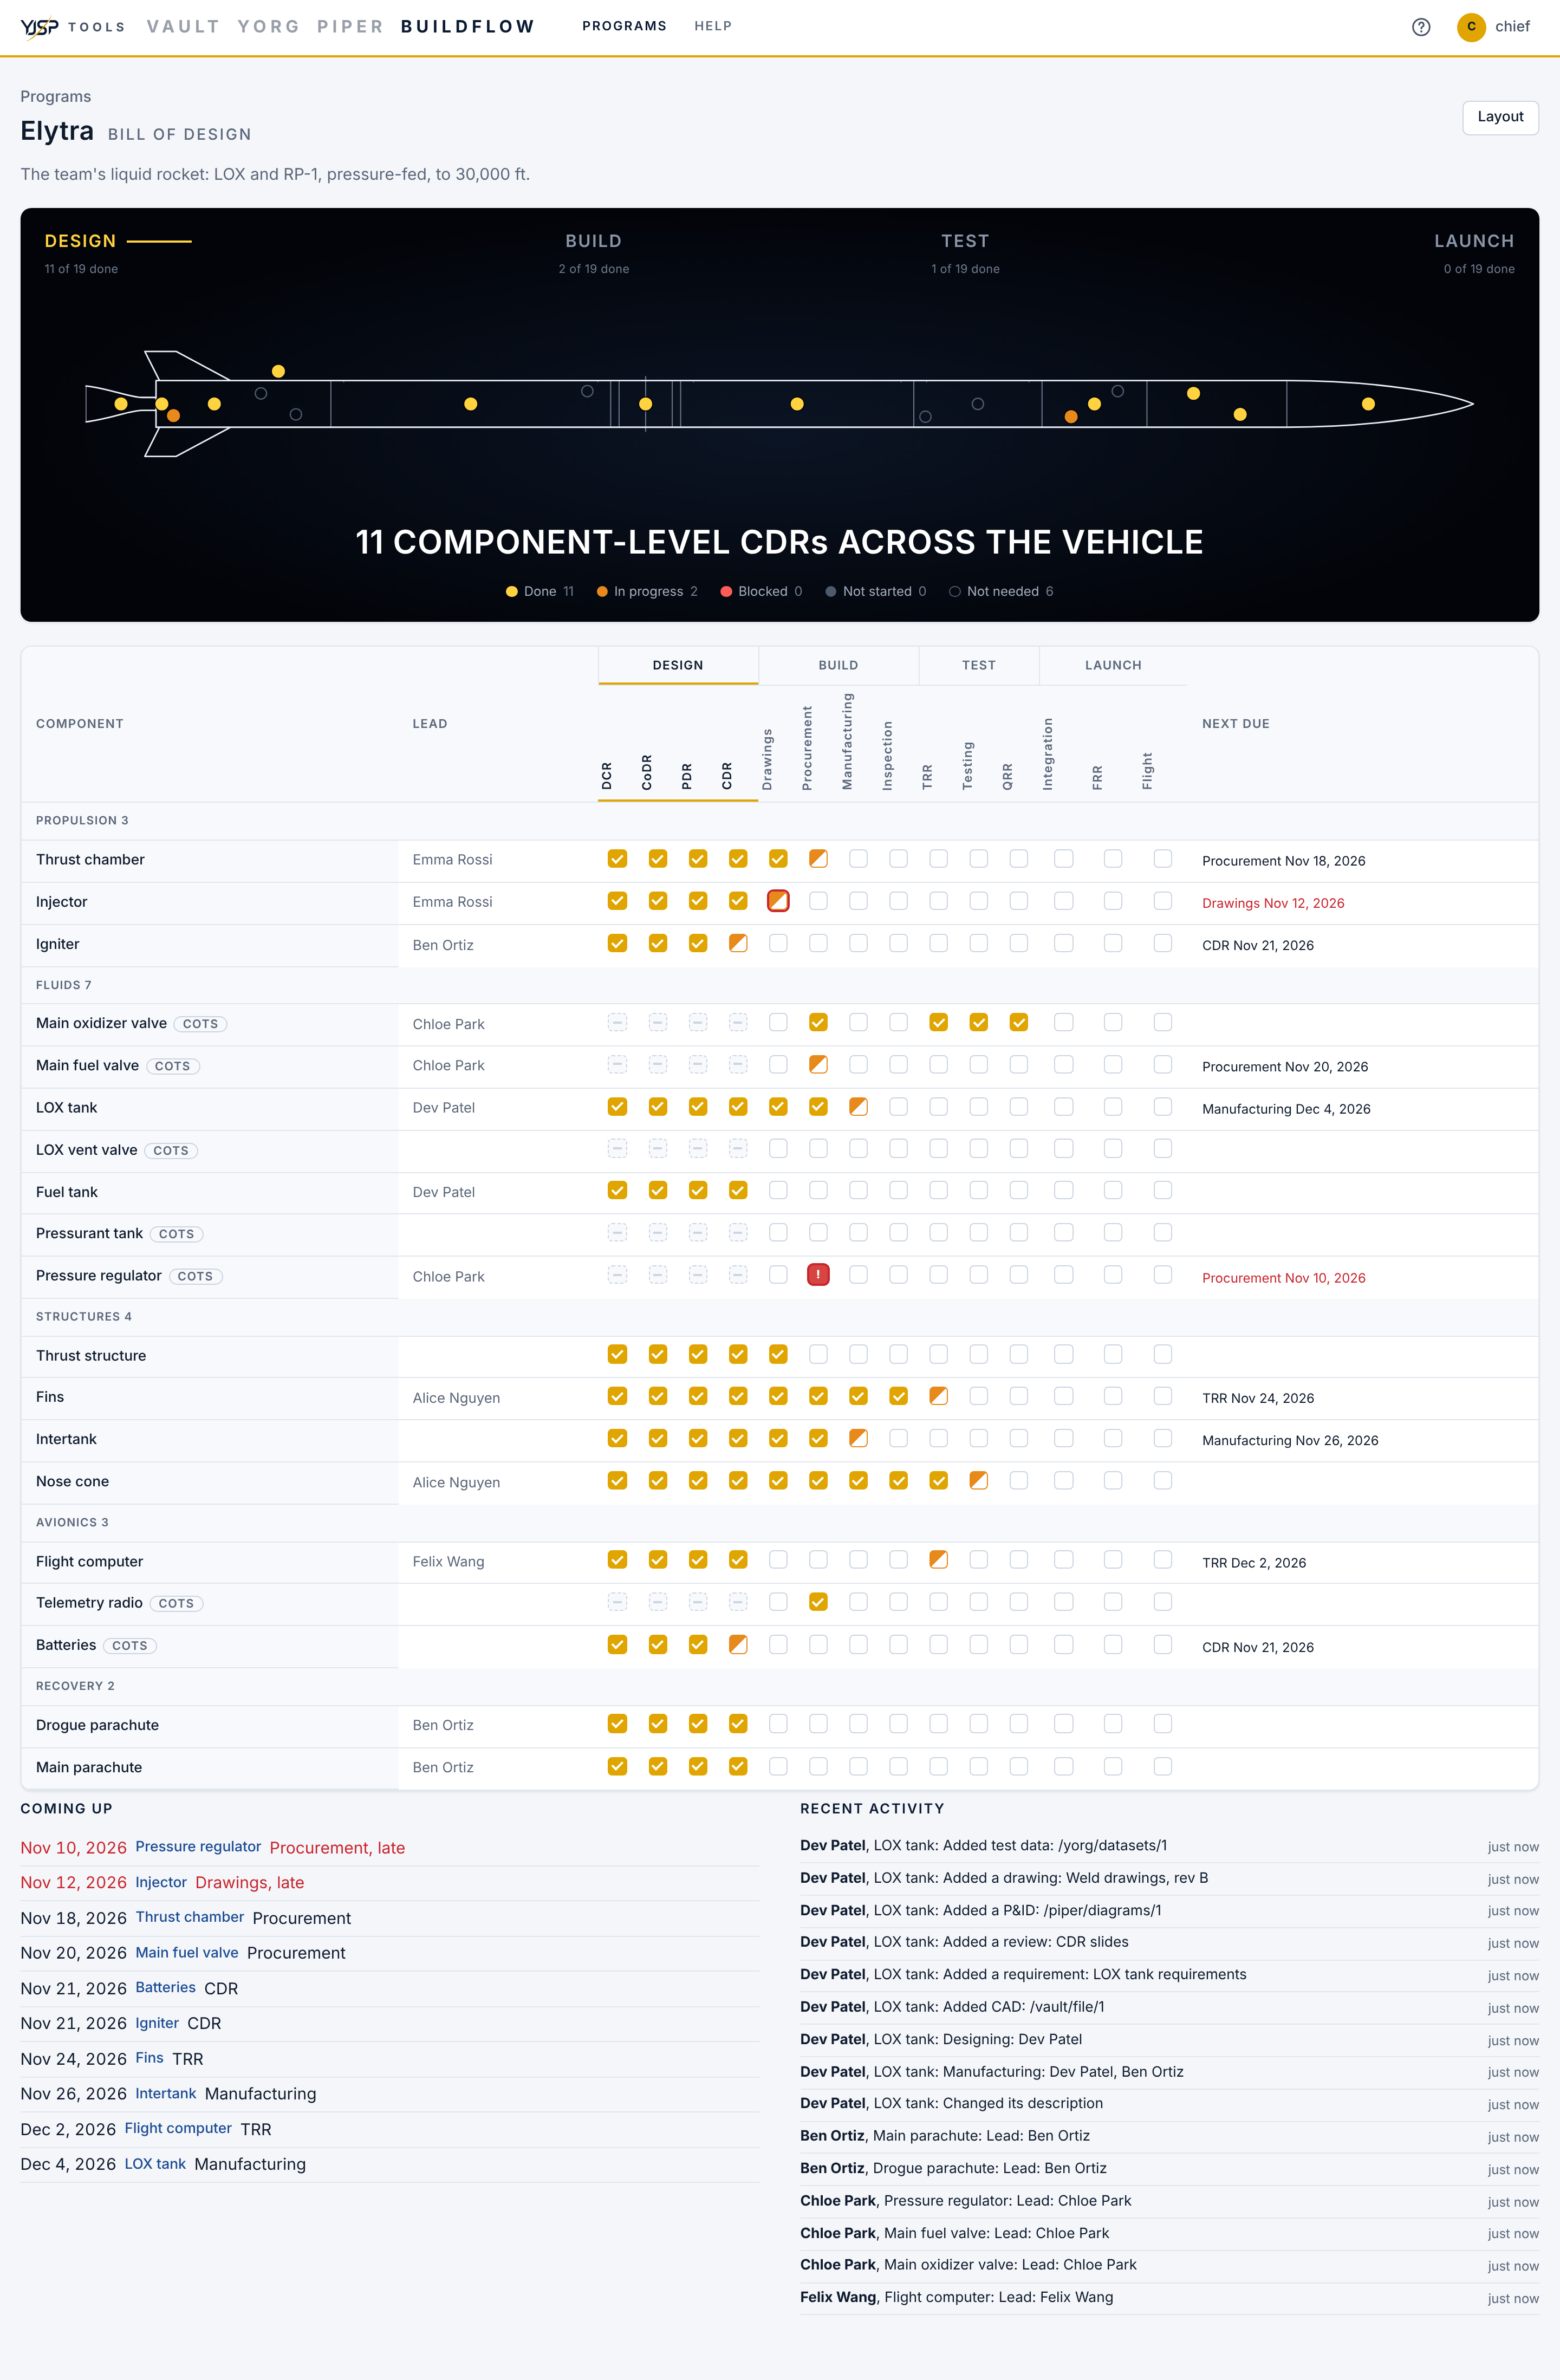 YJSP TOOLS VAULT YORG PIPER BUILDFLOW PROGRAMS HELP ? C chief
Programs
Elytra BILL OF DESIGN
Layout
The team's liquid rocket: LOX and RP-1, pressure-fed, to 30,000 ft.
DESIGN BUILD TEST LAUNCH
11 of 19 done 2 of 19 done 1 of 19 done 0 of 19 done
11 COMPONENT-LEVEL CDRs ACROSS THE VEHICLE
Done 11 In progress 2 Blocked 0 Not started 0 Not needed 6
DESIGN BUILD TEST LAUNCH
COMPONENT LEAD DCR CoDR PDR CDR Drawings Procurement Manufacturing Inspection TRR Testing QRR Integration FRR Flight NEXT DUE
PROPULSION 3
Thrust chamber Emma Rossi Procurement Nov 18, 2026
Injector Emma Rossi Drawings Nov 12, 2026
Igniter Ben Ortiz CDR Nov 21, 2026
FLUIDS 7
Main oxidizer valve COTS Chloe Park
Main fuel valve COTS Chloe Park Procurement Nov 20, 2026
LOX tank Dev Patel Manufacturing Dec 4, 2026
LOX vent valve COTS
Fuel tank Dev Patel
Pressurant tank COTS
Pressure regulator COTS Chloe Park ! Procurement Nov 10, 2026
STRUCTURES 4
Thrust structure
Fins Alice Nguyen TRR Nov 24, 2026
Intertank Manufacturing Nov 26, 2026
Nose cone Alice Nguyen
AVIONICS 3
Flight computer Felix Wang TRR Dec 2, 2026
Telemetry radio COTS
Batteries COTS CDR Nov 21, 2026
RECOVERY 2
Drogue parachute Ben Ortiz
Main parachute Ben Ortiz
COMING UP
Nov 10, 2026 Pressure regulator Procurement, late
Nov 12, 2026 Injector Drawings, late
Nov 18, 2026 Thrust chamber Procurement
Nov 20, 2026 Main fuel valve Procurement
Nov 21, 2026 Batteries CDR
Nov 21, 2026 Igniter CDR
Nov 24, 2026 Fins TRR
Nov 26, 2026 Intertank Manufacturing
Dec 2, 2026 Flight computer TRR
Dec 4, 2026 LOX tank Manufacturing
RECENT ACTIVITY
Dev Patel, LOX tank: Added test data: /yorg/datasets/1 just now
Dev Patel, LOX tank: Added a drawing: Weld drawings, rev B just now
Dev Patel, LOX tank: Added a P&ID: /piper/diagrams/1 just now
Dev Patel, LOX tank: Added a review: CDR slides just now
Dev Patel, LOX tank: Added a requirement: LOX tank requirements just now
Dev Patel, LOX tank: Added CAD: /vault/file/1 just now
Dev Patel, LOX tank: Designing: Dev Patel just now
Dev Patel, LOX tank: Manufacturing: Dev Patel, Ben Ortiz just now
Dev Patel, LOX tank: Changed its description just now
Ben Ortiz, Main parachute: Lead: Ben Ortiz just now
Ben Ortiz, Drogue parachute: Lead: Ben Ortiz just now
Chloe Park, Pressure regulator: Lead: Chloe Park just now
Chloe Park, Main fuel valve: Lead: Chloe Park just now
Chloe Park, Main oxidizer valve: Lead: Chloe Park just now
Felix Wang, Flight computer: Lead: Felix Wang just now